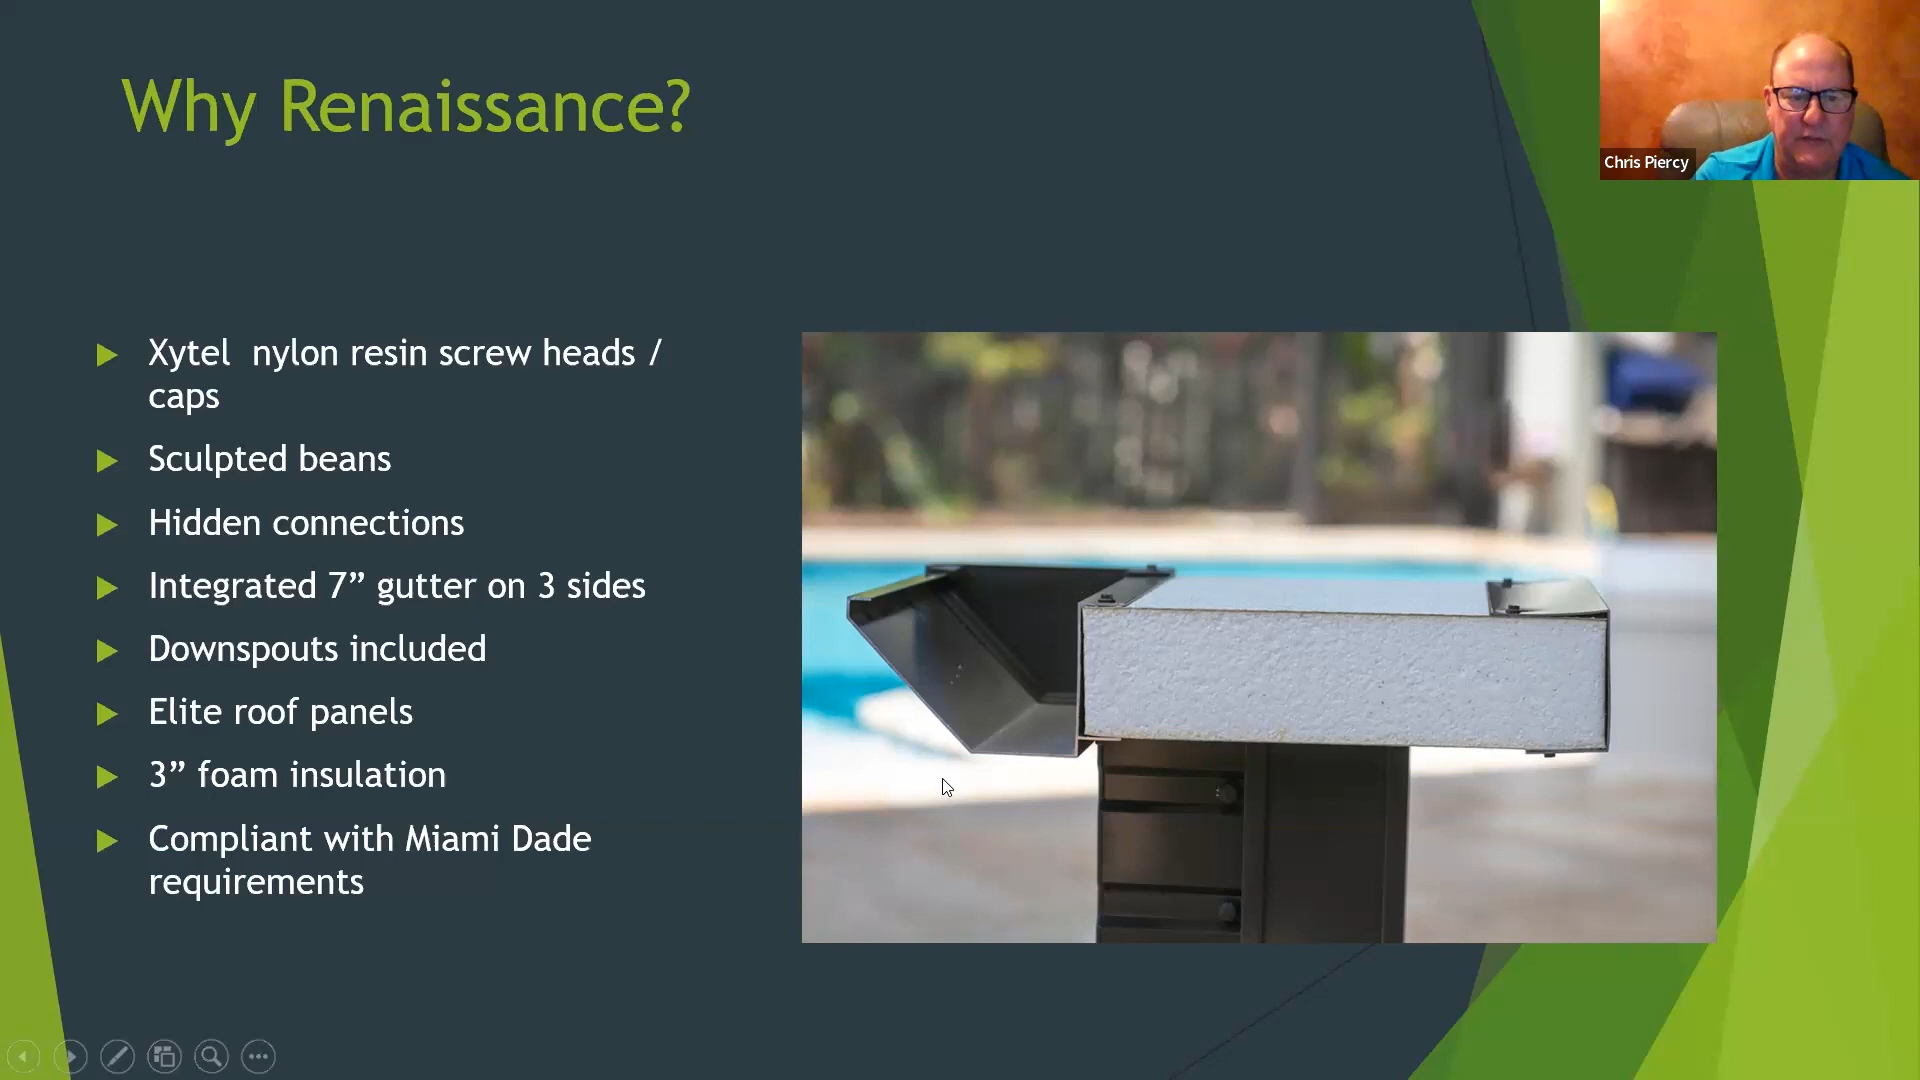 Why Renaissance?
Chris Piercy
Xytel nylon resin screw heads /
caps
Sculpted beans
Hidden connections
Integrated 7” gutter on 3 sides
Downspouts included
Elite roof panels
3” foam insulation
Compliant with Miami Dade
requirements